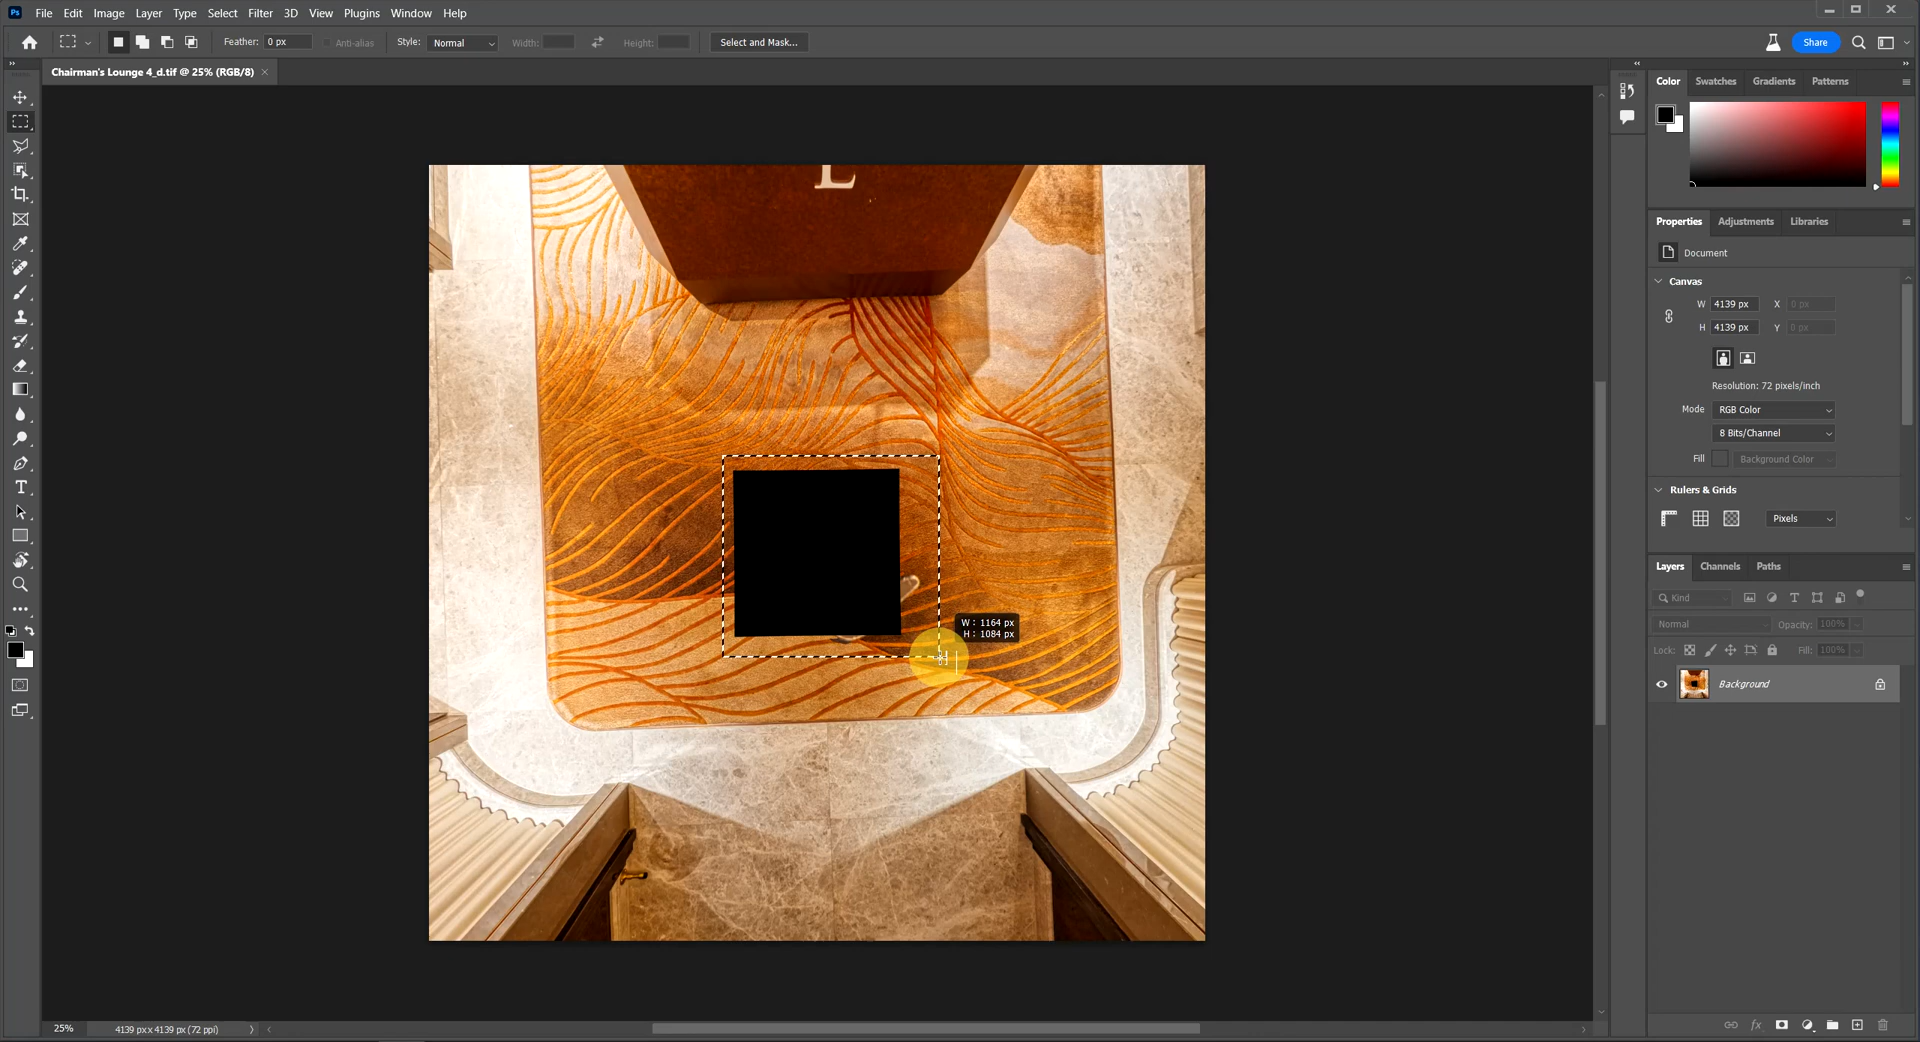 Ps File Edit Image Layer Type Select Filter 3D View Plugins Window Help
Feather: 0 px Anti-alias Style: Normal Width: Height: Select and Mask... Share
Chairman's Lounge 4_d.tif @ 25% (RGB/8)
Color Swatches Gradients Patterns
Properties Adjustments Libraries
Document
Canvas
W 4139 px X 0 px
H 4139 px Y 0 px
Resolution: 72 pixels/inch
Mode RGB Color
8 Bits/Channel
Fill Background Color
Rulers & Grids
Pixels
Layers Channels Paths
Kind
Normal Opacity: 100%
Lock: Fill: 100%
Background
L
W: 1164 px
H: 1084 px
25% 4139 px x 4139 px (72 ppi)